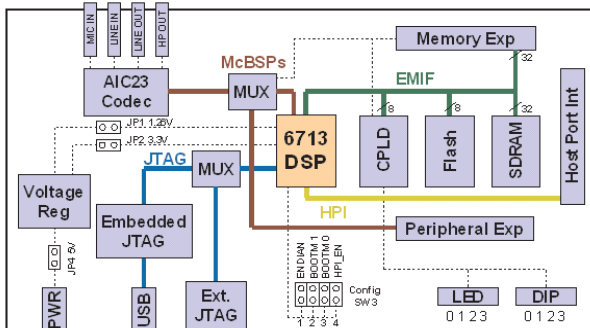 MIC IN
LINE IN
LINE OUT
HP OUT
McBSPs
Memory Exp
32
AIC23
Codec
MUX
EMIF
8
8
32
JP1 1.26V
JP2 3.3V
6713
DSP
CPLD
Flash
SDRAM
Host Port Int
JTAG
MUX
Voltage
Reg
HPI
Embedded
JTAG
Peripheral Exp
JP4 5V
ENDIAN
BOOTM 1
BOOTM 0
HPI_EN
Config
SW3
PWR
USB
Ext.
JTAG
1 2 3 4
LED
DIP
0 1 2 3
0 1 2 3